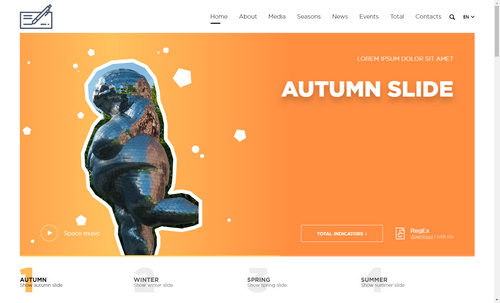 Home About Media Seasons News Events Total Contacts EN
LOREM IPSUM DOLOR SIT AMET
AUTUMN SLIDE
Space music
TOTAL INDICATORS
RegEx
download
1 2 3 4
AUTUMN WINTER SPRING SUMMER
Show autumn slide Show winter slide Show spring slide Show summer slide